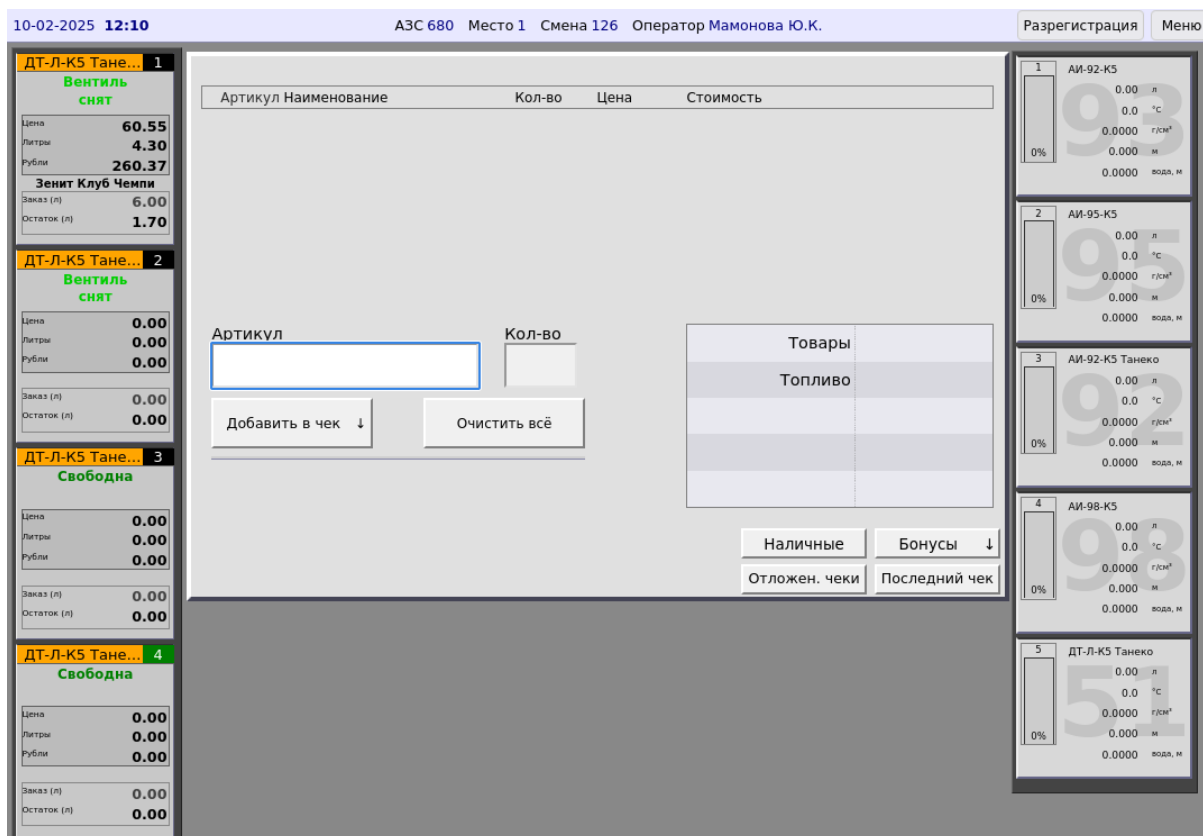 10-02-2025 12:10 АЗС 680 Место 1 Смена 126 Оператор Мамонова Ю.К. Разрегистрация Меню
ДТ-Л-К5 Тане... 1
Вентиль
снят
Цена 60.55
Литры 4.30
Рубли 260.37
Зенит Клуб Чемпи
Заказ (л) 6.00
Остаток (л) 1.70
ДТ-Л-К5 Тане... 2
Вентиль
снят
Цена 0.00
Литры 0.00
Рубли 0.00
Заказ (л) 0.00
Остаток (л) 0.00
ДТ-Л-К5 Тане... 3
Свободна
Цена 0.00
Литры 0.00
Рубли 0.00
Заказ (л) 0.00
Остаток (л) 0.00
ДТ-Л-К5 Тане... 4
Свободна
Цена 0.00
Литры 0.00
Рубли 0.00
Заказ (л) 0.00
Остаток (л) 0.00
Артикул Наименование Кол-во Цена Стоимость
Артикул Кол-во
Добавить в чек ↓ Очистить всё
Товары
Топливо
Наличные Бонусы ↓
Отложен. чеки Последний чек
1 АИ-92-К5
93
0.00 л
0.0 °C
0.0000 г/см³
0% 0.000 м
0.0000 вода, м
2 АИ-95-К5
95
0.00 л
0.0 °C
0.0000 г/см³
0% 0.000 м
0.0000 вода, м
3 АИ-92-К5 Танеко
92
0.00 л
0.0 °C
0.0000 г/см³
0% 0.000 м
0.0000 вода, м
4 АИ-98-К5
98
0.00 л
0.0 °C
0.0000 г/см³
0% 0.000 м
0.0000 вода, м
5 ДТ-Л-К5 Танеко
51
0.00 л
0.0 °C
0.0000 г/см³
0% 0.000 м
0.0000 вода, м